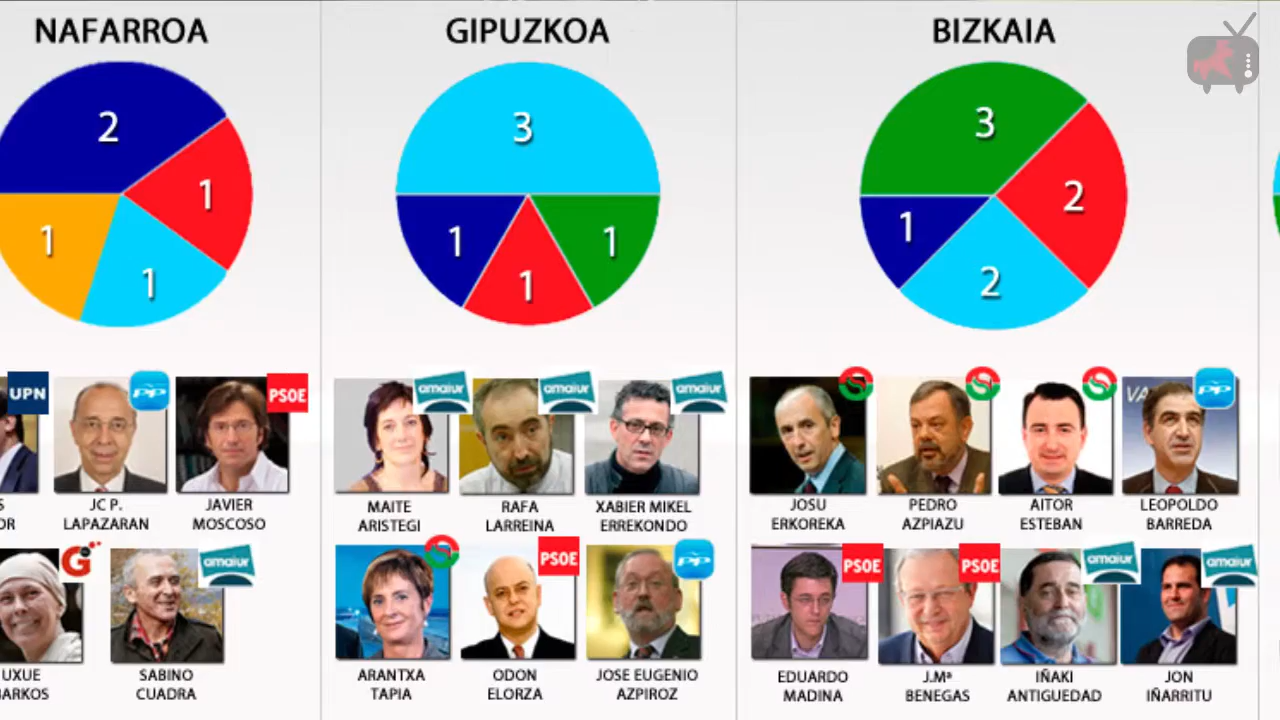 NAFARROA
2
1
1
1
UPN
pp
PSOE
JC P.
LAPAZARAN
JAVIER
MOSCOSO
G
amaiur
UXUE
BARKOS
SABINO
CUADRA
GIPUZKOA
3
1
1
1
amaiur
amaiur
amaiur
MAITE
ARISTEGI
RAFA
LARREINA
XABIER MIKEL
ERREKONDO
PSOE
pp
ARANTXA
TAPIA
ODON
ELORZA
JOSE EUGENIO
AZPIROZ
BIZKAIA
3
2
1
2
VA
pp
JOSU
ERKOREKA
PEDRO
AZPIAZU
AITOR
ESTEBAN
LEOPOLDO
BARREDA
PSOE
PSOE
amaiur
amaiur
EDUARDO
MADINA
J.Mª
BENEGAS
IÑAKI
ANTIGUEDAD
JON
IÑARRITU